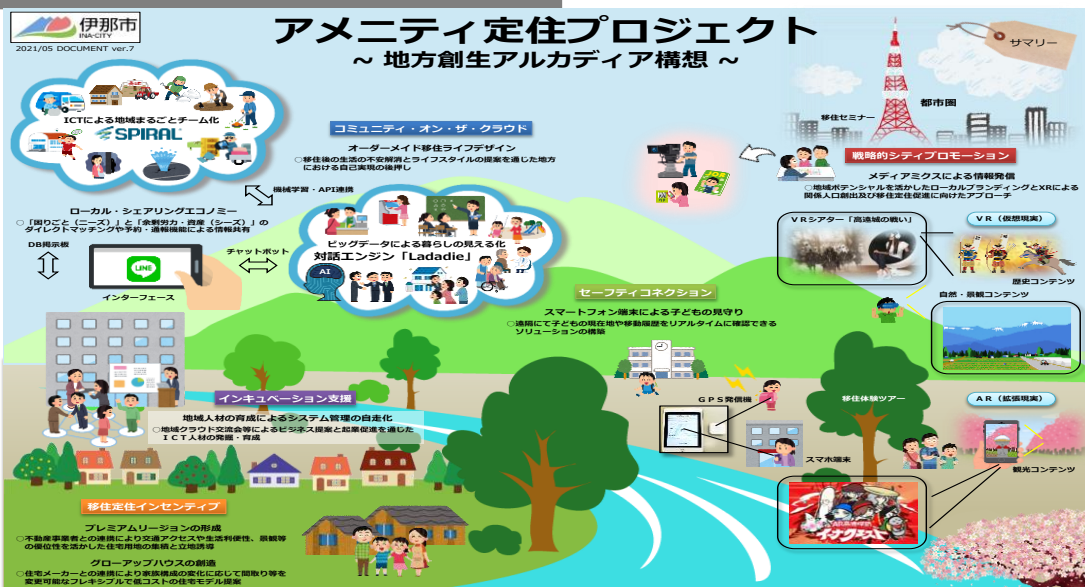 伊那市
INA-CITY
2021/05 DOCUMENT ver.7
アメニティ定住プロジェクト
~ 地方創生アルカディア構想 ~
サマリー
都市圏
移住セミナー
ICTによる地域まるごとチーム化
SPIRAL
コミュニティ・オン・ザ・クラウド
オーダーメイド移住ライフデザイン
○移住後の生活の不安解消とライフスタイルの提案を通じた地方
における自己実現の後押し
戦略的シティプロモーション
メディアミクスによる情報発信
○地域ポテンシャルを活かしたローカルブランディングとXRによる
関係人口創出及び移住定住促進に向けたアプローチ
JOB
機械学習・API連携
ローカル・シェアリングエコノミー
○「困りごと（ニーズ）」と「余剰労力・資産（シーズ）」の
ダイレクトマッチングや予約・通報機能による情報共有
DB掲示板
LINE
インターフェース
チャットボット
ビッグデータによる暮らしの見える化
対話エンジン「Ladadie」
AI
VRシアター「高遠城の戦い」
VR（仮想現実）
歴史コンテンツ
自然・景観コンテンツ
セーフティコネクション
スマートフォン端末による子どもの見守り
○遠隔にて子どもの現在地や移動履歴をリアルタイムに確認できる
ソリューションの構築
GPS発信機
スマホ端末
移住体験ツアー
AR（拡張現実）
観光コンテンツ
イナクエスト
インキュベーション支援
地域人材の育成によるシステム管理の自走化
○地域クラウド交流会等によるビジネス提案と起業促進を通じた
ICT人材の発掘・育成
移住定住インセンティブ
プレミアムリージョンの形成
○不動産事業者との連携により交通アクセスや生活利便性、景観等
の優位性を活かした住宅用地の集積と立地誘導
グローアップハウスの創造
○住宅メーカーとの連携により家族構成の変化に応じて間取り等を
変更可能なフレキシブルで低コストの住宅モデル提案